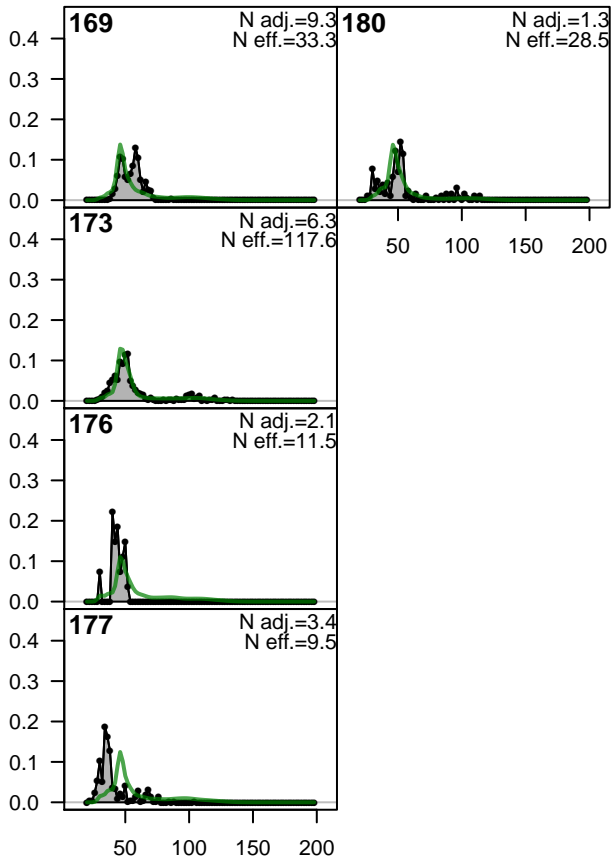 169 N adj.=9.3
N eff.=33.3
180 N adj.=1.3
N eff.=28.5
0.4
0.3
0.2
0.1
0.0
173 N adj.=6.3
N eff.=117.6
50 100 150 200
0.4
0.3
0.2
0.1
0.0
176 N adj.=2.1
N eff.=11.5
0.4
0.3
0.2
0.1
0.0
177 N adj.=3.4
N eff.=9.5
0.4
0.3
0.2
0.1
0.0
50 100 150 200